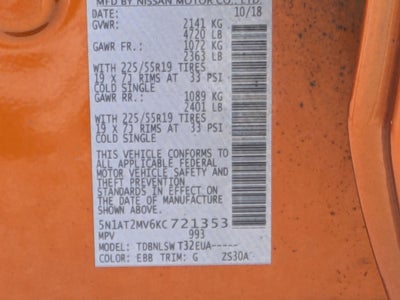 MFD BY NISSAN MOTOR CO., LTD.
DATE: 10/18
GVWR: 2141 KG
4720 LB
GAWR FR.: 1072 KG
2363 LB
WITH 225/55R19 TIRES
19 x 7J RIMS AT 33 PSI
COLD SINGLE
GAWR RR.: 1089 KG
2401 LB
WITH 225/55R19 TIRES
19 x 7J RIMS AT 33 PSI
COLD SINGLE
THIS VEHICLE CONFORMS TO
ALL APPLICABLE FEDERAL
MOTOR VEHICLE SAFETY AND
THEFT PREVENTION
STANDARDS IN EFFECT ON
THE DATE OF MANUFACTURE
SHOWN ABOVE.
5N1AT2MV6KC721353
MPV 993
MODEL: TDBNLSW T32EUA-----
COLOR: EBB TRIM: G ZS30A